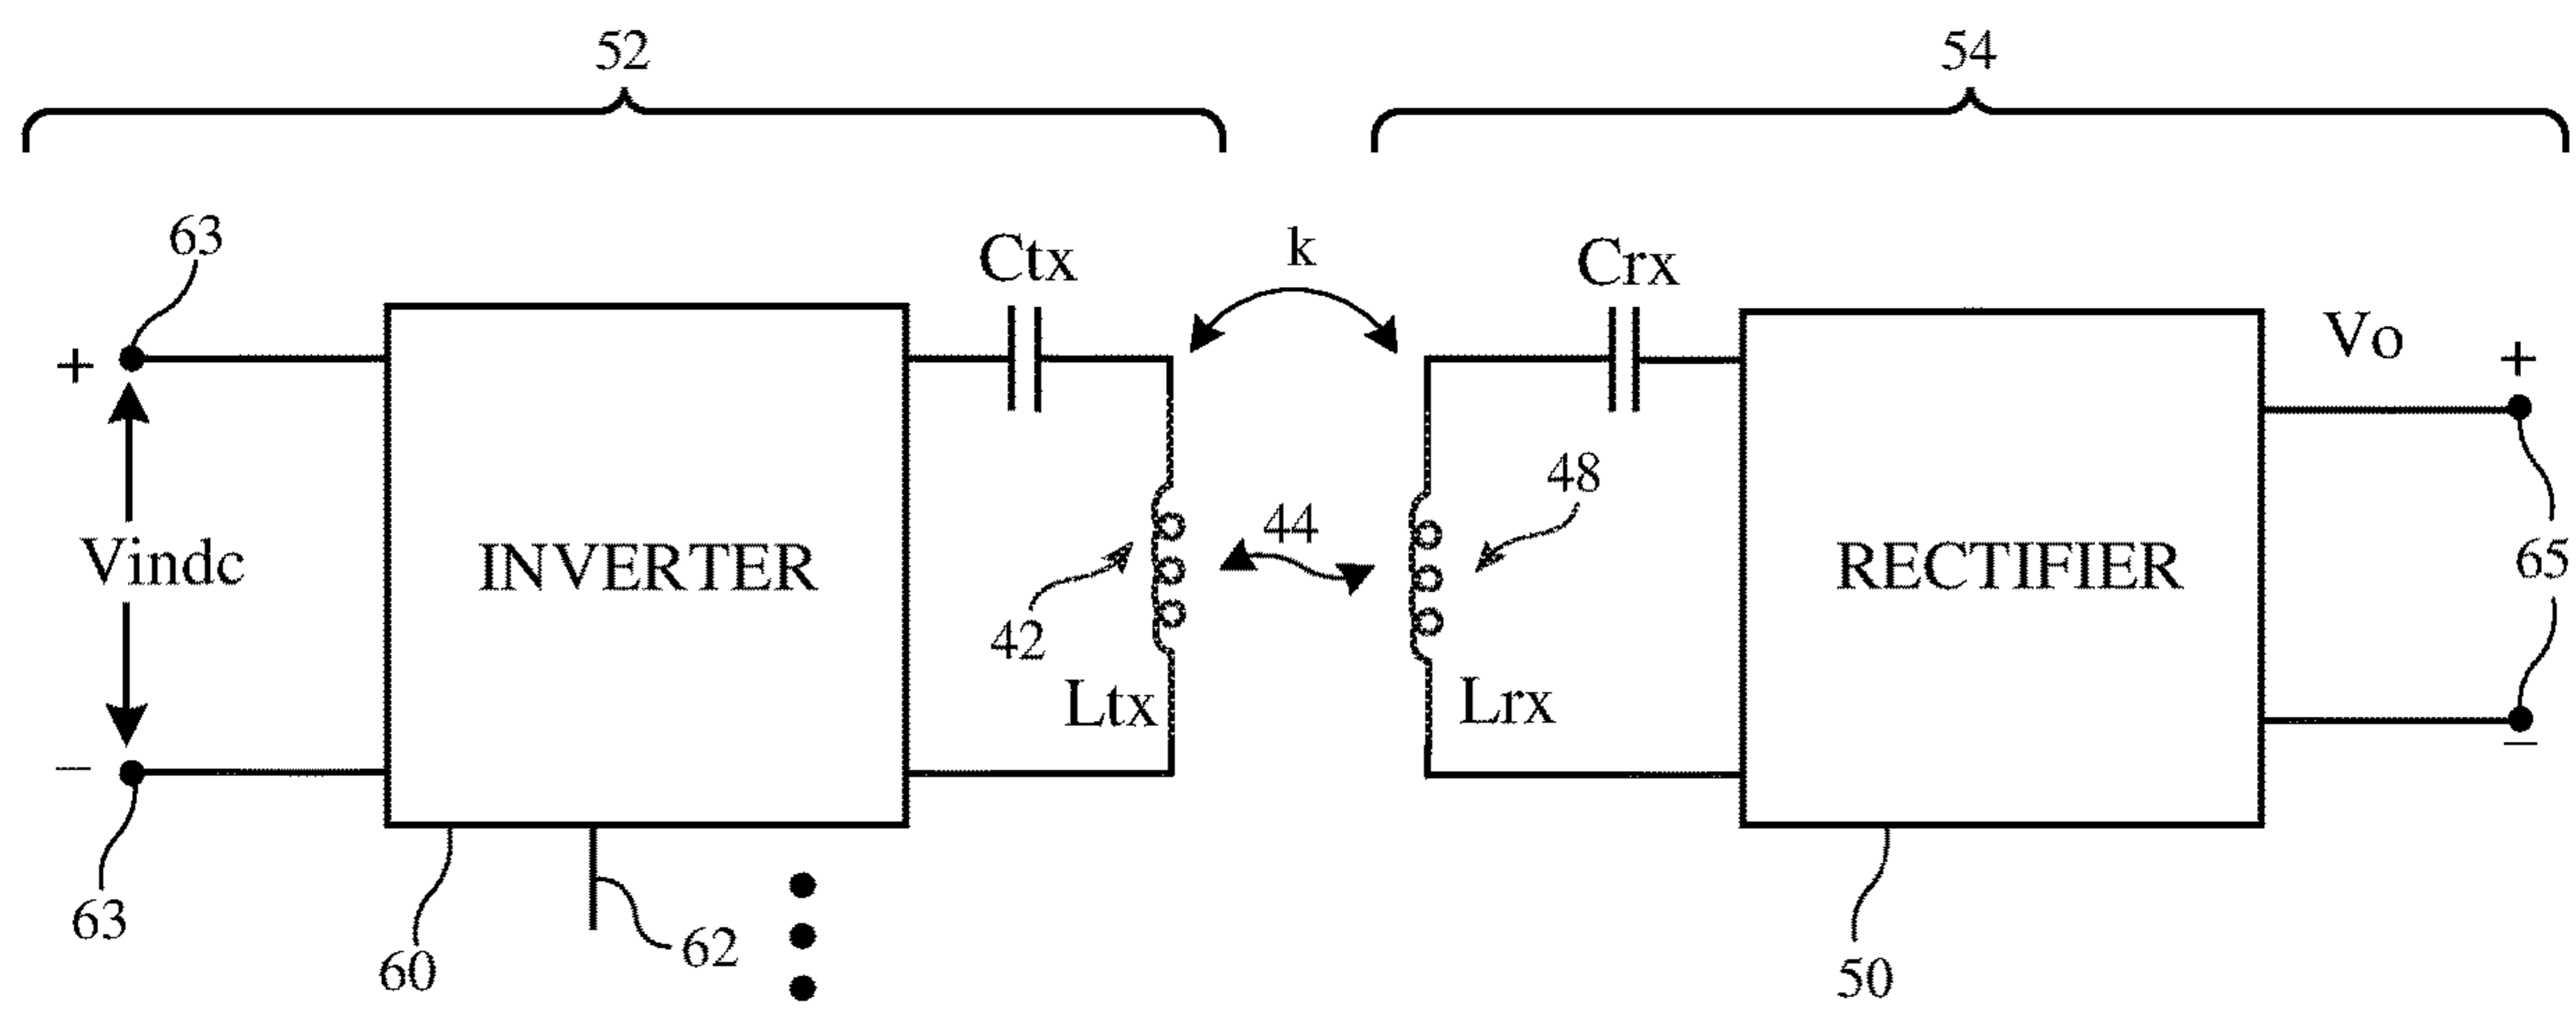 52
54
63
Ctx
k
Crx
Vo
+
+
48
44
Vindc
INVERTER
RECTIFIER
65
42
Ltx
Lrx
–
–
63
62
60
50